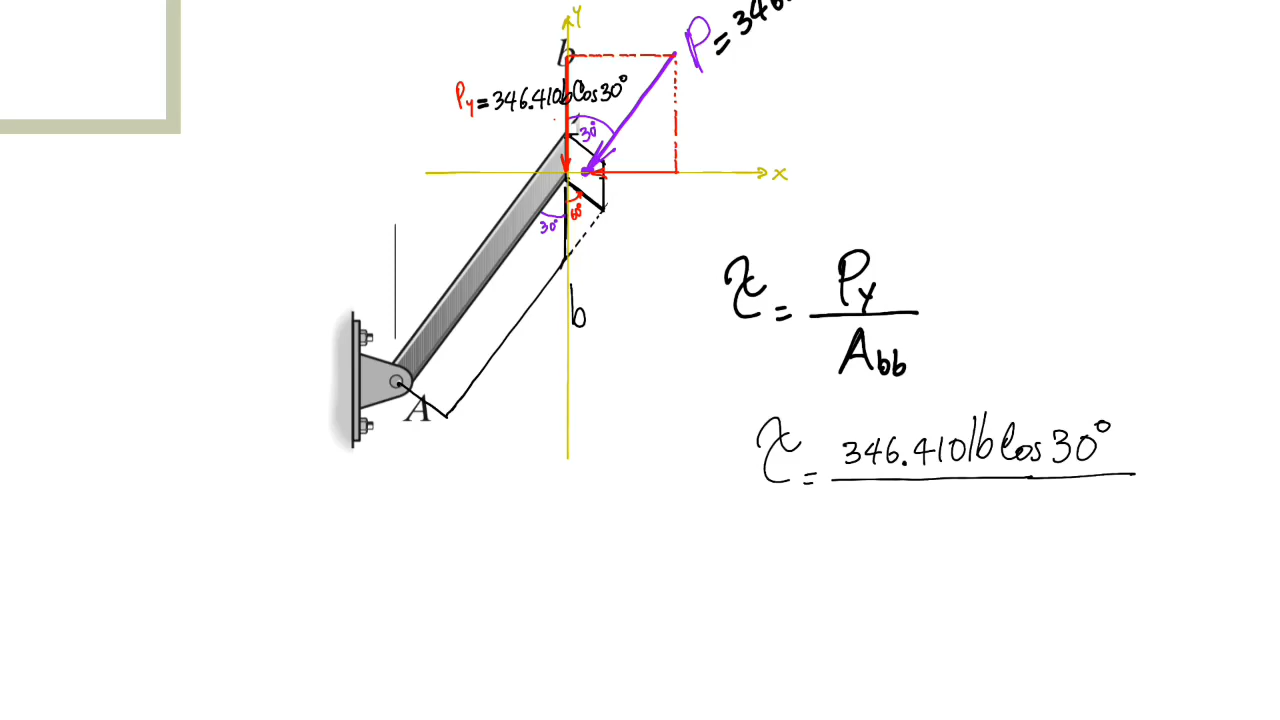 y
b
P = 346.
Py = 346.410lb Cos 30°
30°
x
30° 60°
τ = Py / Abb
b
A
τ = 346.410lb Cos 30°